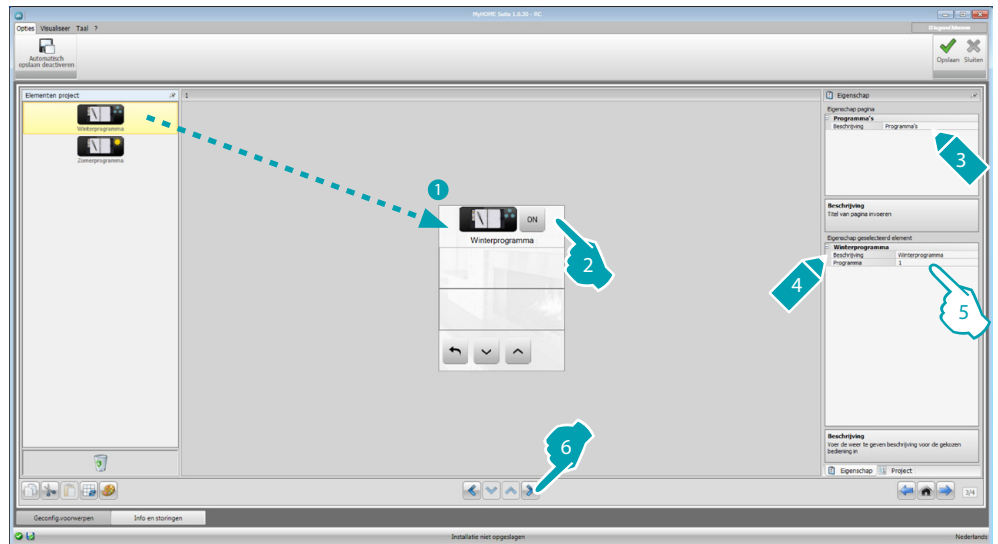 MyHOME Suite 1.0.20 - RC
Opties Visualiseer Taal ?
Automatisch
opslaan deactiveren
Opslaan Sluiten
Elementen project
1
Winterprogramma
Zomerprogramma
1
ON
Winterprogramma
2
Eigenschap
Eigenschap pagina
Programma's
Beschrijving Programma's
3
Beschrijving
Titel van pagina invoeren
Eigenschap geselecteerd element
Winterprogramma
Beschrijving Winterprogramma
Programma 1
4
5
Beschrijving
Voer de weer te geven beschrijving voor de gekozen
bediening in
Eigenschap Project
6
3/4
Geconfig.voorwerpen Info en storingen
Installatie niet opgeslagen
Nederlands